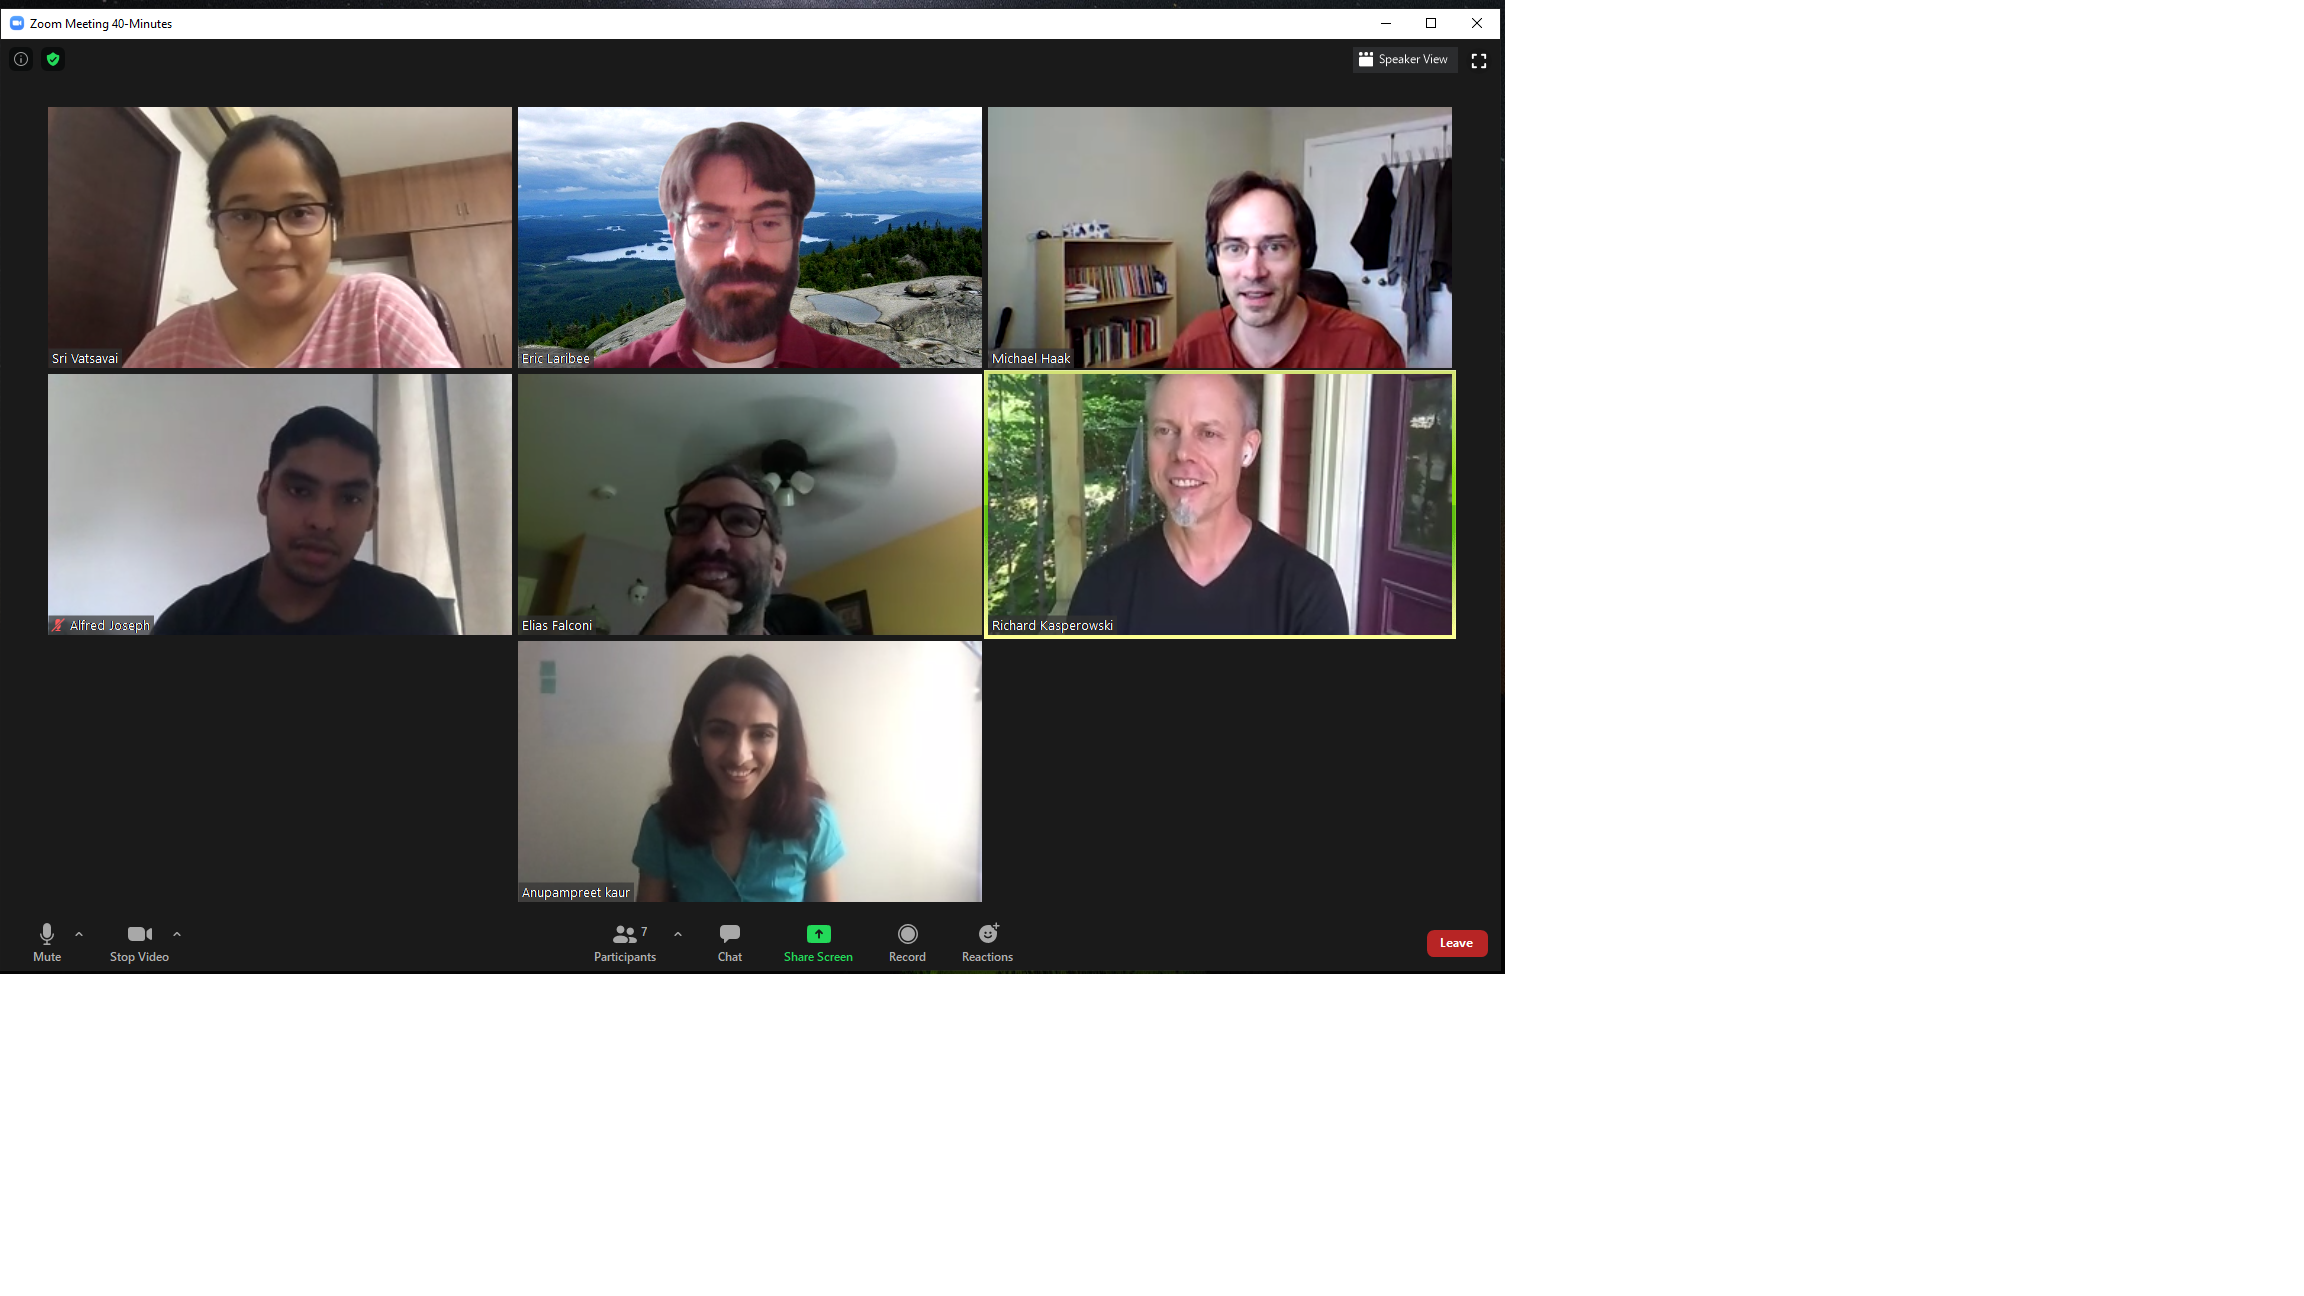 Zoom Meeting 40-Minutes
Speaker View
Sri Vatsavai
Eric Laribee
Michael Haak
Alfred Joseph
Elias Falconi
Richard Kasperowski
Anupampreet kaur
7
Mute
Stop Video
Participants
Chat
Share Screen
Record
Reactions
Leave